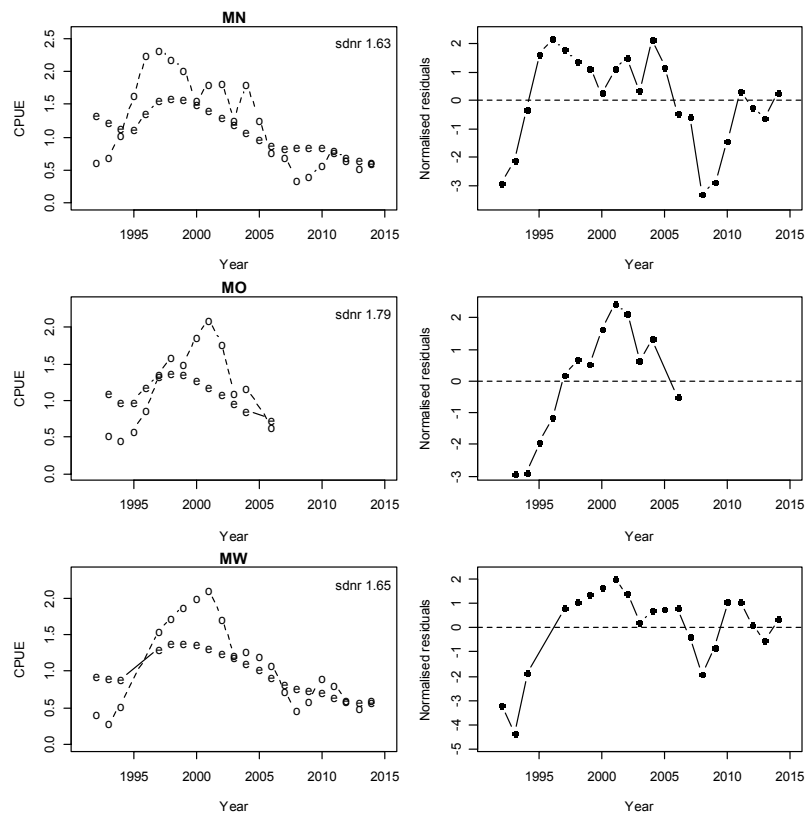 MN
sdnr 1.63
CPUE
0.0 0.5 1.0 1.5 2.0 2.5
1995 2000 2005 2010 2015
Year
Normalised residuals
-3 -2 -1 0 1 2
1995 2000 2005 2010 2015
Year
MO
sdnr 1.79
CPUE
0.0 0.5 1.0 1.5 2.0
1995 2000 2005 2010 2015
Year
Normalised residuals
-3 -2 -1 0 1 2
1995 2000 2005 2010 2015
Year
MW
sdnr 1.65
CPUE
0.0 0.5 1.0 1.5 2.0
1995 2000 2005 2010 2015
Year
Normalised residuals
-5 -4 -3 -2 -1 0 1 2
1995 2000 2005 2010 2015
Year